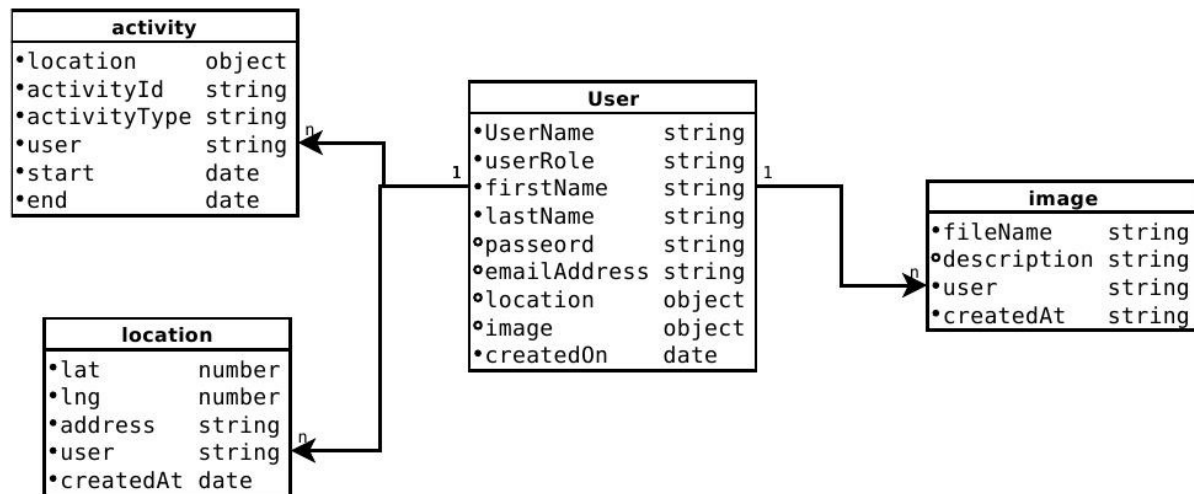 activity
•location object
•activityId string
•activityType string
•user string
•start date
•end date
n
location
•lat number
•lng number
•address string
•user string
•createdAt date
n
1
User
•UserName string
•userRole string
•firstName string
•lastName string
∘passeord string
∘emailAddress string
∘location object
∘image object
•createdOn date
1
n
image
•fileName string
∘description string
•user string
•createdAt string